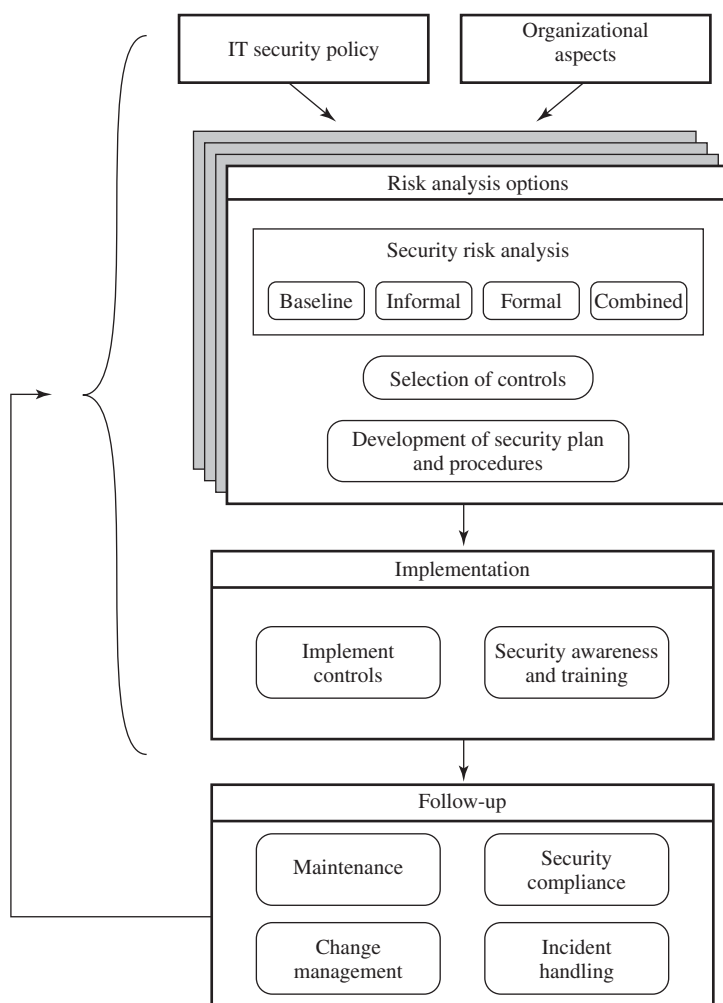 IT security policy
Organizational
aspects
Risk analysis options
Security risk analysis
Baseline
Informal
Formal
Combined
Selection of controls
Development of security plan
and procedures
Implementation
Implement
controls
Security awareness
and training
Follow-up
Maintenance
Security
compliance
Change
management
Incident
handling